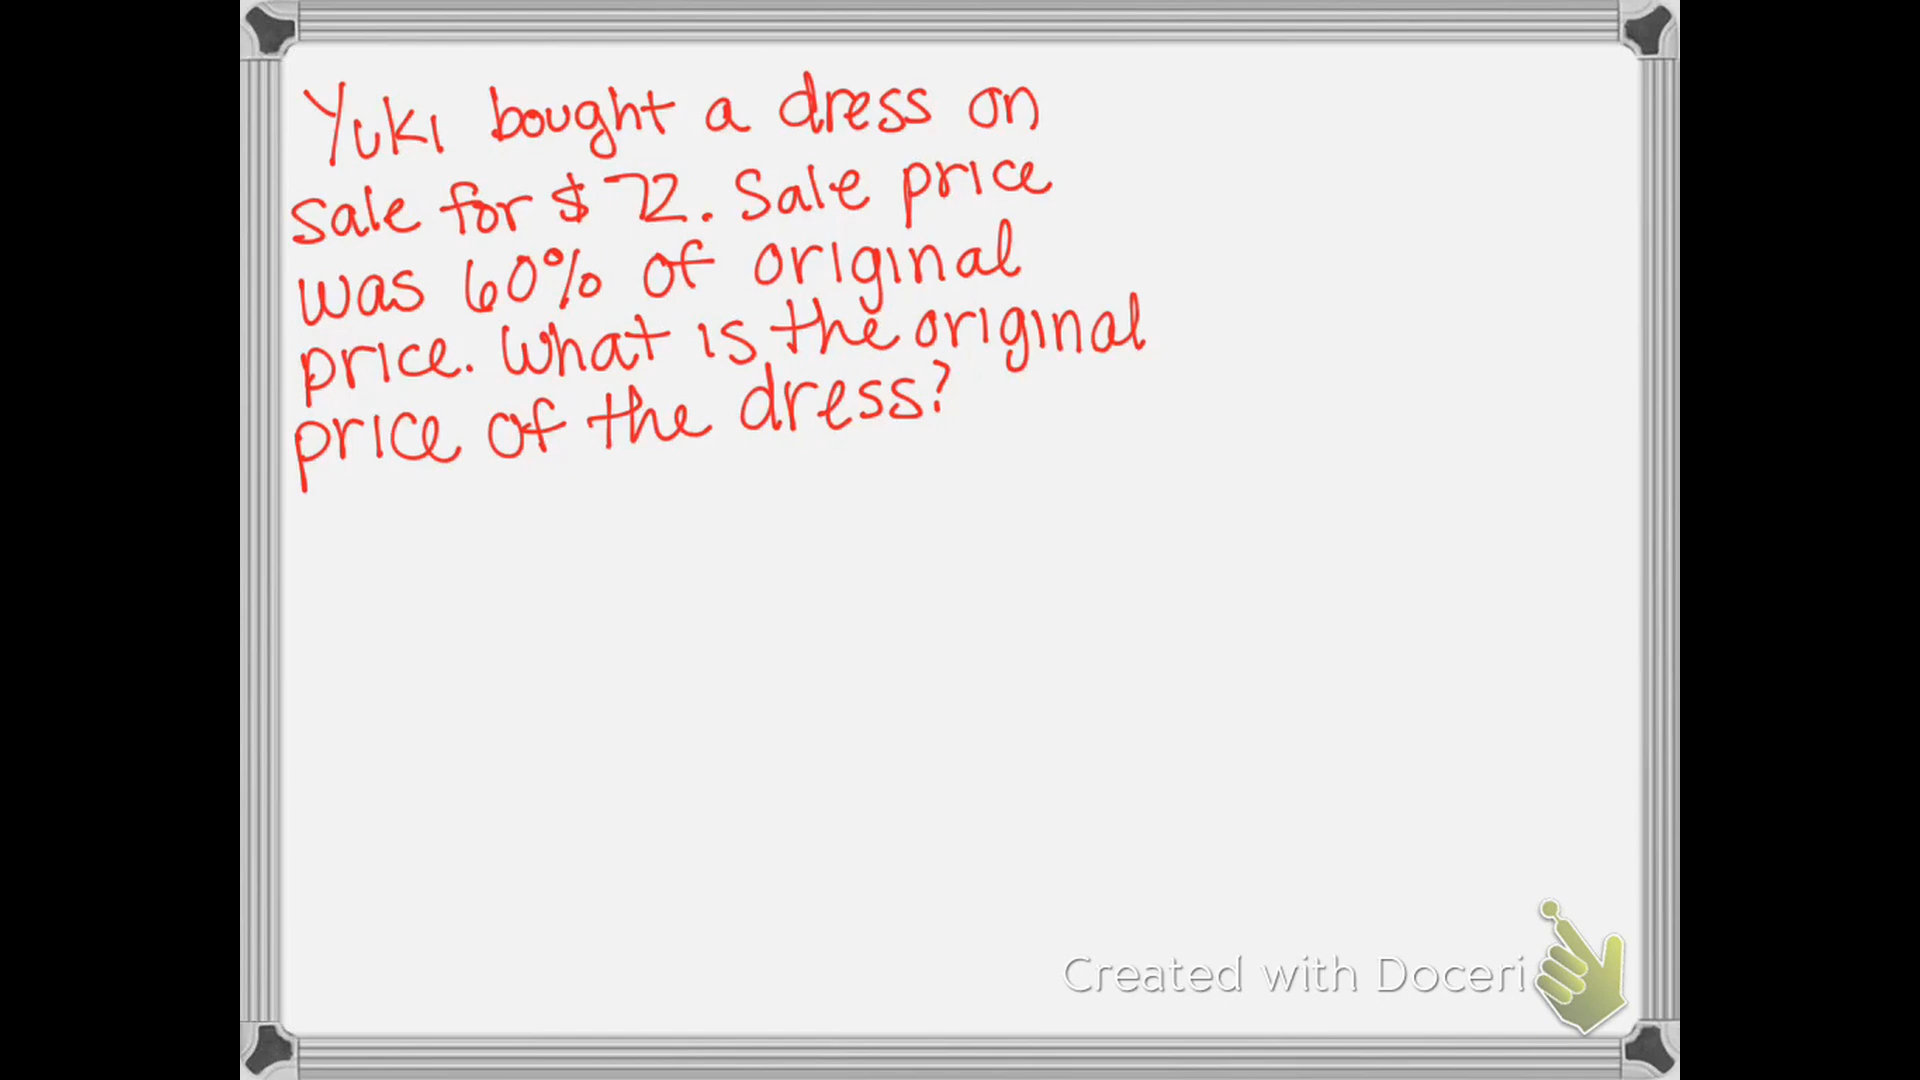 Yuki bought a dress on
sale for $72. Sale price
was 60% of original
price. What is the original
price of the dress?
Created with Doceri